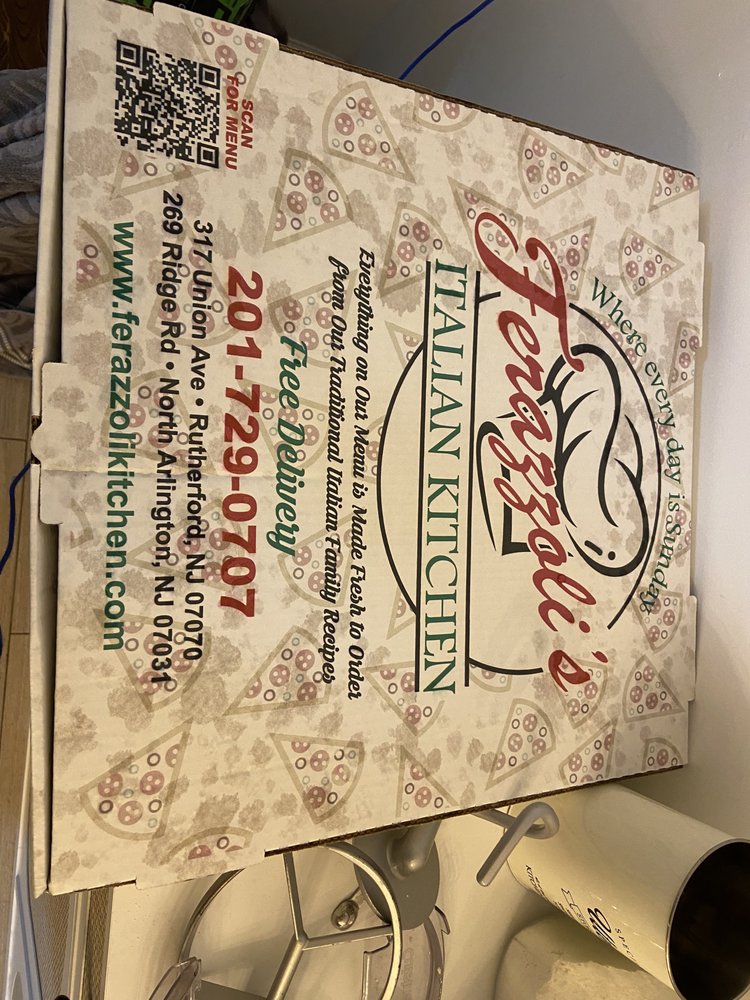 Where every day is Sunday
Ferazzoli's
ITALIAN KITCHEN
Everything on Our Menu is Made Fresh to Order
from Our Traditional Italian Family Recipes
Free Delivery
201-729-0707
317 Union Ave • Rutherford, NJ 07070
269 Ridge Rd • North Arlington, NJ 07031
www.ferazzolikitchen.com
SCAN
FOR MENU